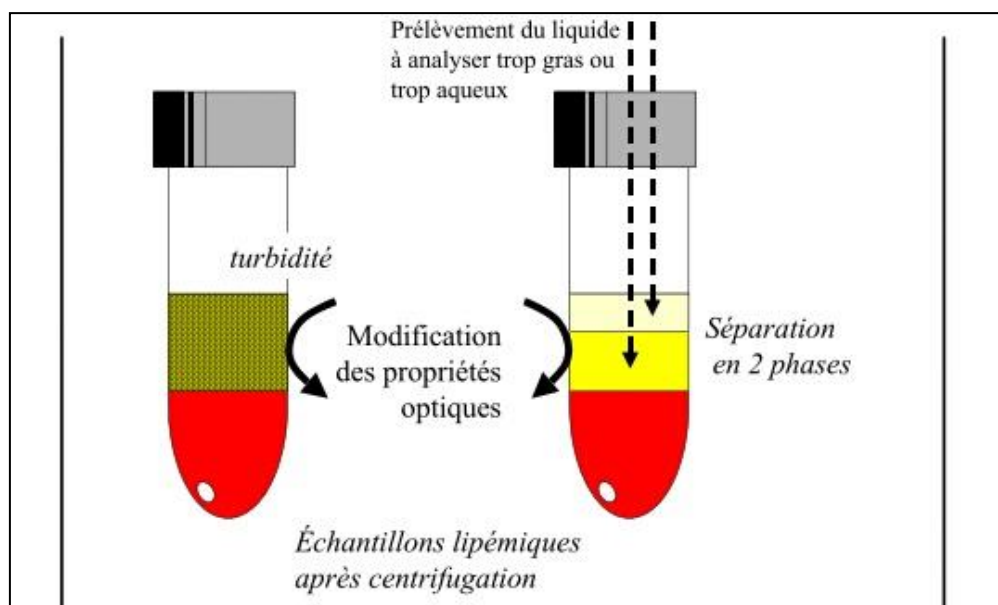 Prélèvement du liquide
à analyser trop gras ou
trop aqueux
turbidité
Modification
des propriétés
optiques
Séparation
en 2 phases
Échantillons lipémiques
après centrifugation